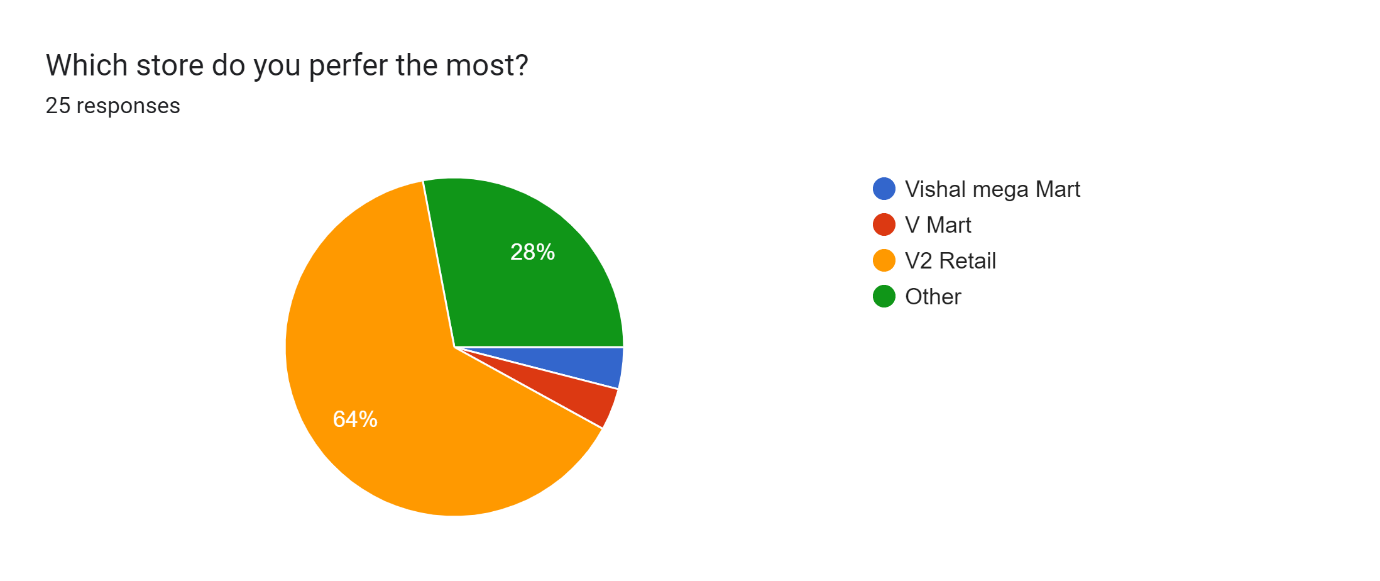 Which store do you perfer the most?
25 responses
28%
64%
Vishal mega Mart
V Mart
V2 Retail
Other